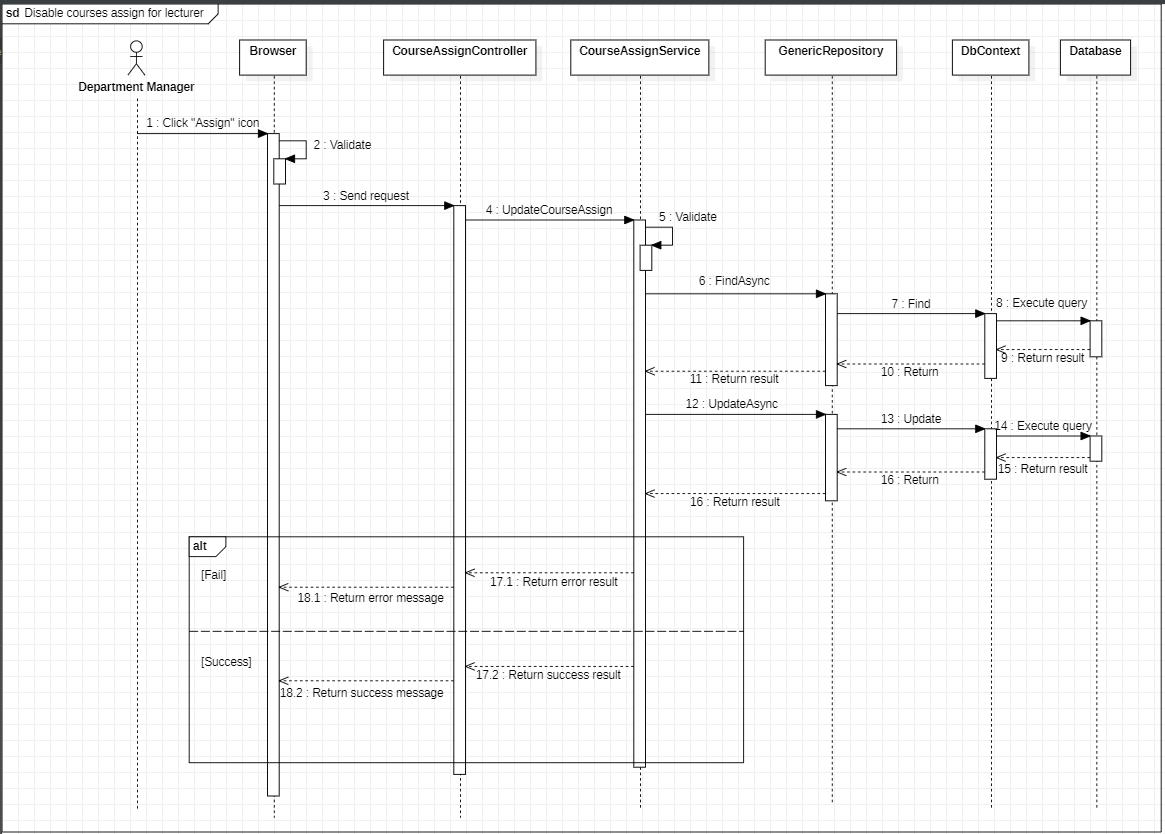 sd Disable courses assign for lecturer
Browser
CourseAssignController
CourseAssignService
GenericRepository
DbContext
Database
Department Manager
1 : Click "Assign" icon
2 : Validate
3 : Send request
4 : UpdateCourseAssign
5 : Validate
6 : FindAsync
7 : Find
8 : Execute query
9 : Return result
10 : Return
11 : Return result
12 : UpdateAsync
13 : Update
14 : Execute query
15 : Return result
16 : Return
16 : Return result
alt
[Fail]
17.1 : Return error result
18.1 : Return error message
[Success]
17.2 : Return success result
18.2 : Return success message